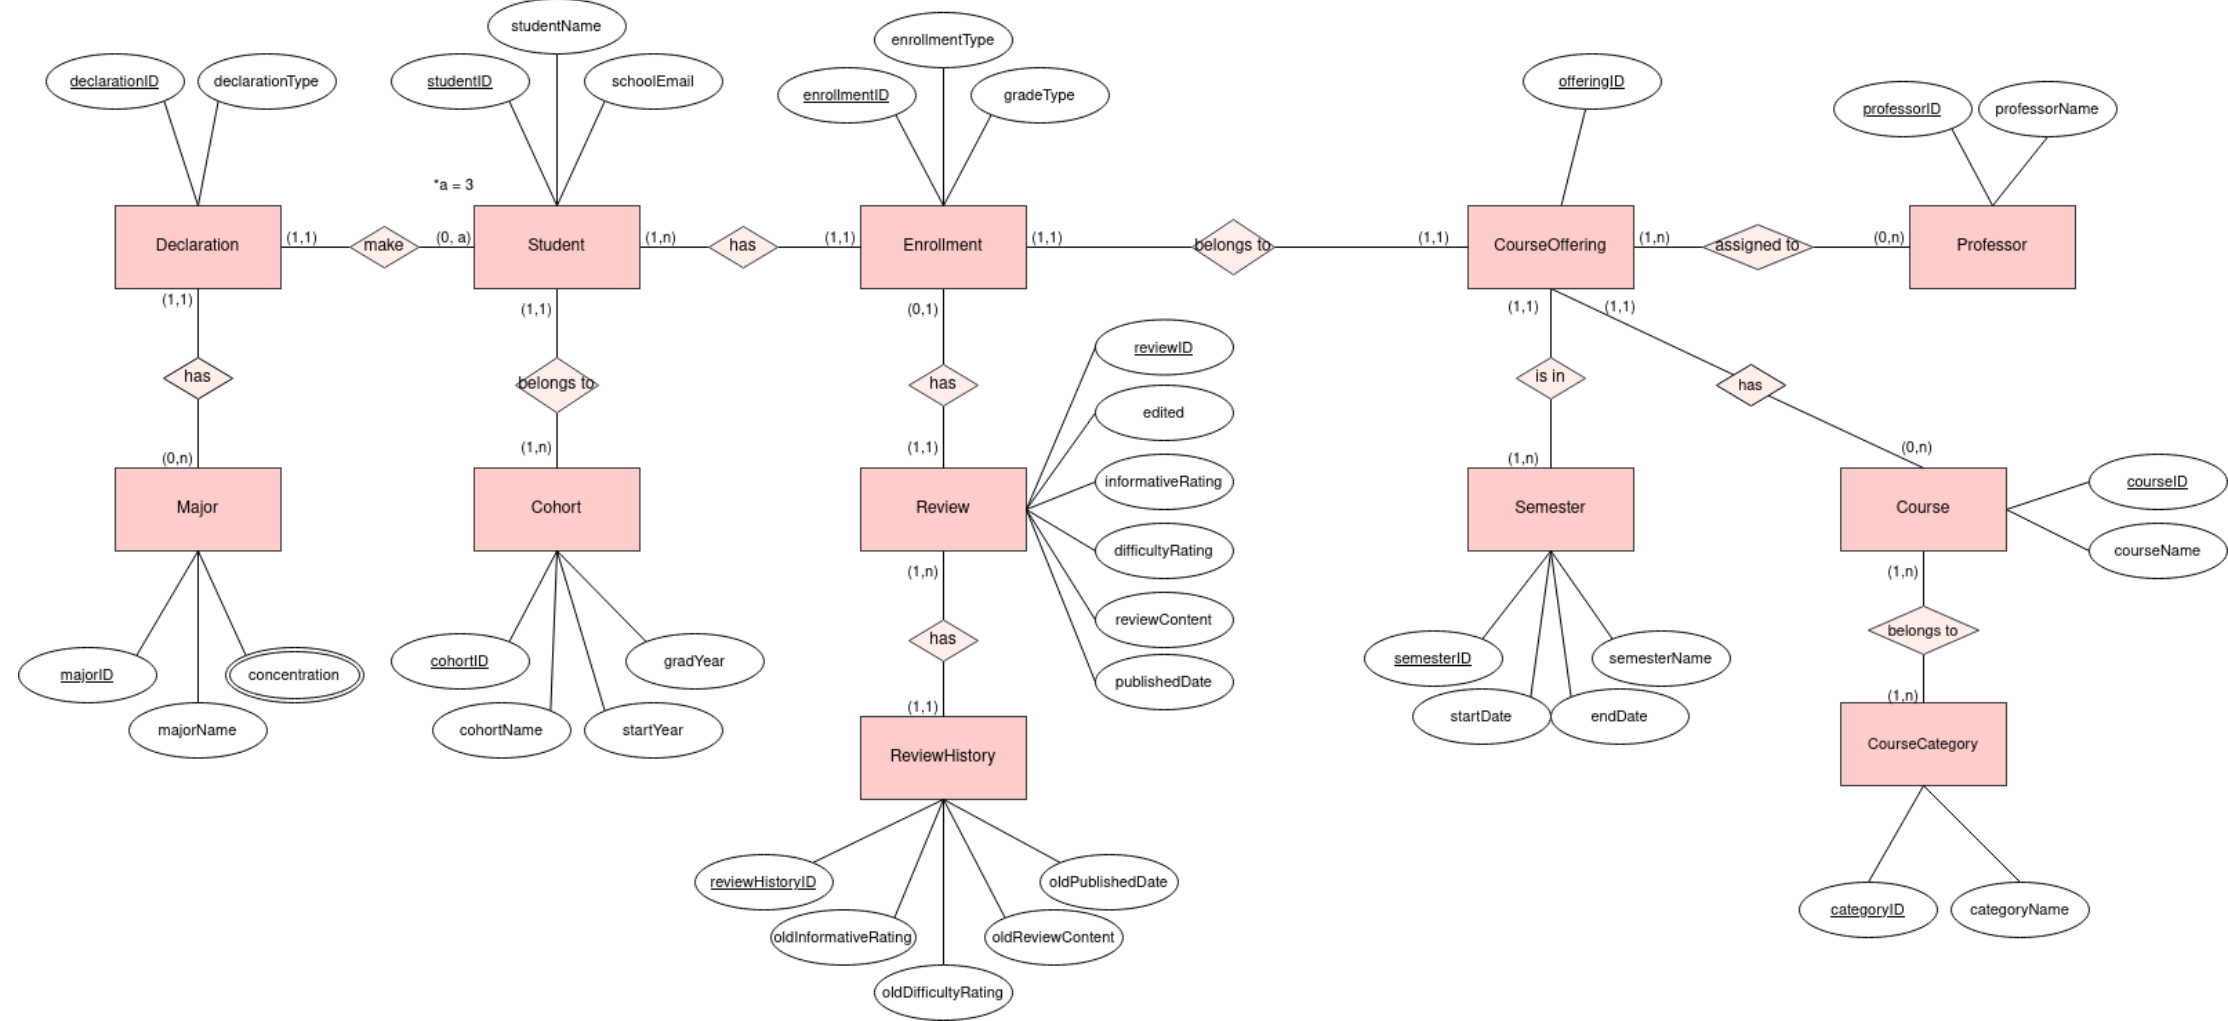 studentName
enrollmentType
declarationID
declarationType
studentID
schoolEmail
enrollmentID
gradeType
offeringID
professorID
professorName
*a = 3
Declaration
(1,1)
make
(0, a)
Student
(1,n)
has
(1,1)
Enrollment
(1,1)
belongs to
(1,1)
CourseOffering
(1,n)
assigned to
(0,n)
Professor
(1,1)
(1,1)
(0,1)
(1,1)
(1,1)
reviewID
has
belongs to
has
is in
has
edited
(0,n)
(1,n)
(1,1)
(1,n)
(0,n)
informativeRating
courseID
Major
Cohort
Review
Semester
Course
difficultyRating
courseName
(1,n)
(1,n)
reviewContent
has
belongs to
majorID
concentration
cohortID
gradYear
publishedDate
semesterID
semesterName
(1,1)
(1,n)
majorName
cohortName
startYear
startDate
endDate
ReviewHistory
CourseCategory
reviewHistoryID
oldPublishedDate
categoryID
categoryName
oldInformativeRating
oldReviewContent
oldDifficultyRating